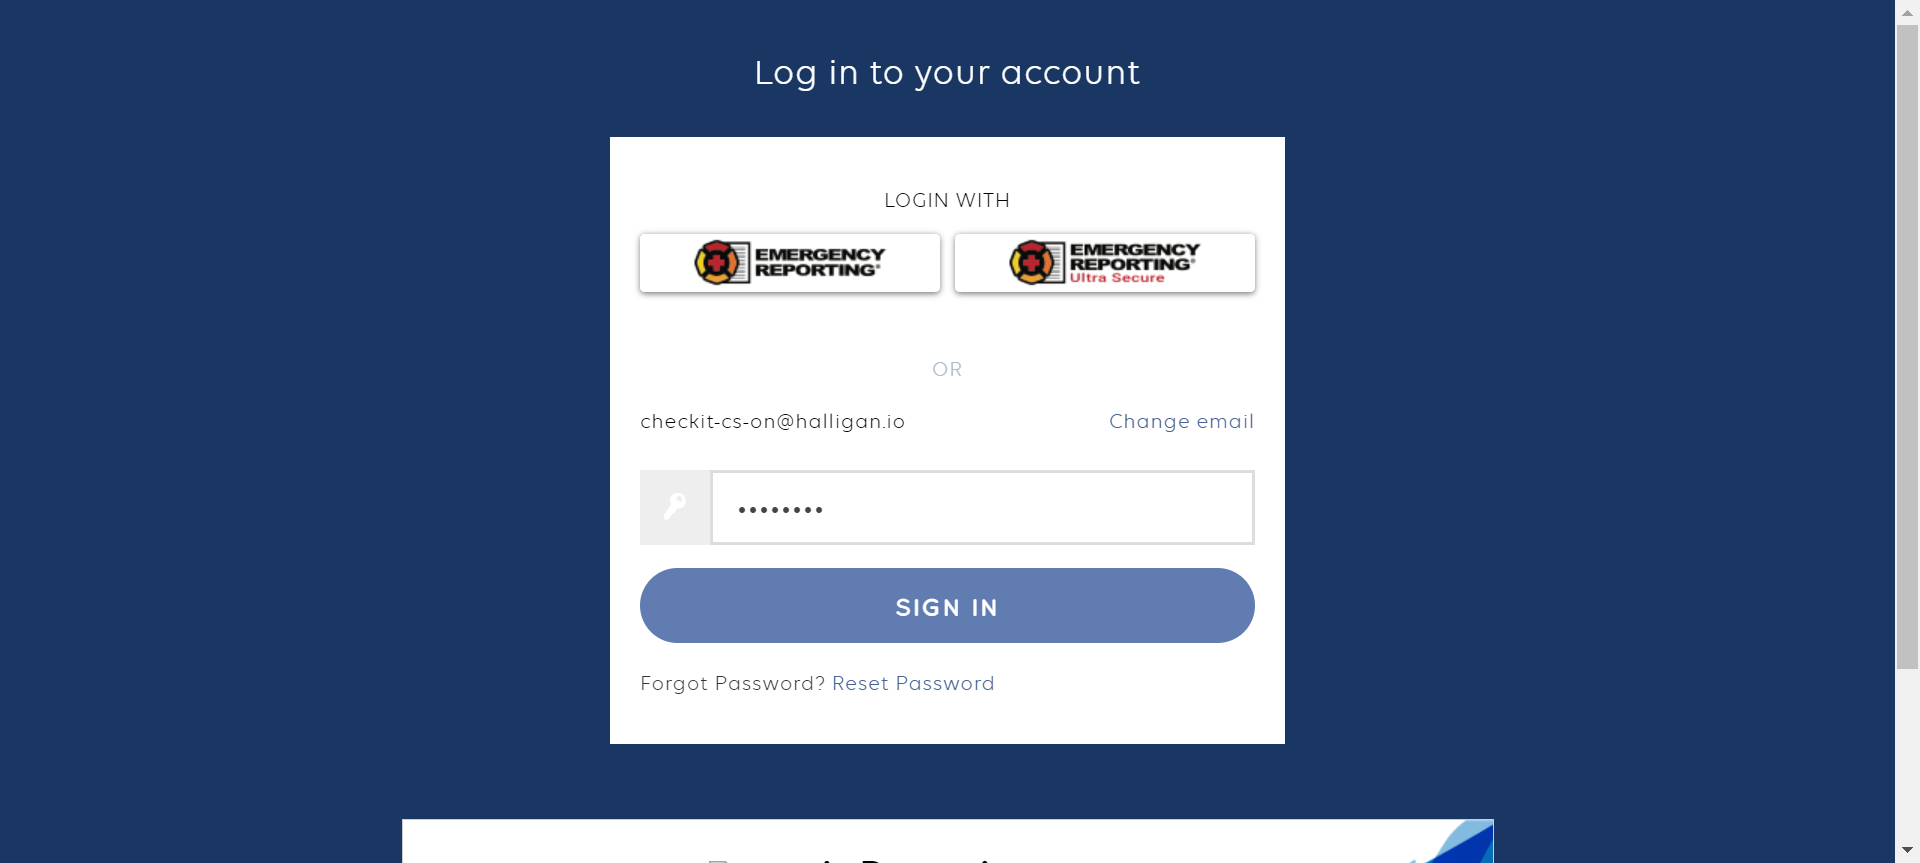 Log in to your account
LOGIN WITH
EMERGENCY
REPORTING®
EMERGENCY
REPORTING®
Ultra Secure
OR
checkit-cs-on@halligan.io
Change email
SIGN IN
Forgot Password? Reset Password